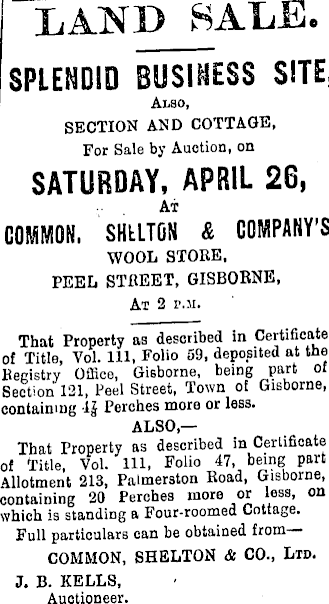 LAND SALE.
SPLENDID BUSINESS SITE,
ALSO,
SECTION AND COTTAGE,
For Sale by Auction, on
SATURDAY, APRIL 26,
AT
COMMON, SHELTON & COMPANY'S
WOOL STORE,
PEEL STREET, GISBORNE,
AT 2 P.M.
That Property as described in Certificate
of Title, Vol. 111, Folio 59, deposited at the
Registry Office, Gisborne, being part of
Section 121, Peel Street, Town of Gisborne,
containing Perches more or less.
ALSO,—
That Property as described in Certificate
of Title, Vol. 111, Folio 47, being part
Allotment 213, Palmerston Road, Gisborne,
containing 20 Perches more or less, on
which is standing a Four-roomed Cottage.
Full particulars can be obtained from—
COMMON, SHELTON & CO., LTD.
J. B. KELLS,
Auctioneer.